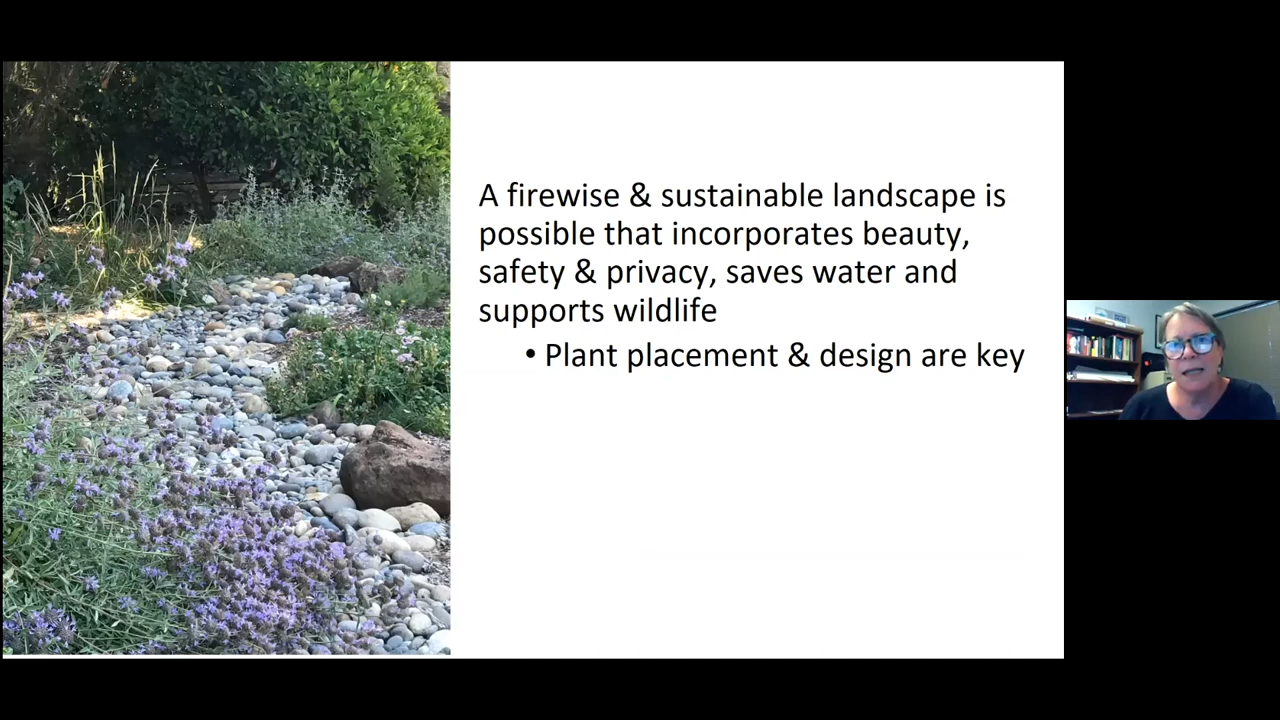 A firewise & sustainable landscape is
possible that incorporates beauty,
safety & privacy, saves water and
supports wildlife
• Plant placement & design are key